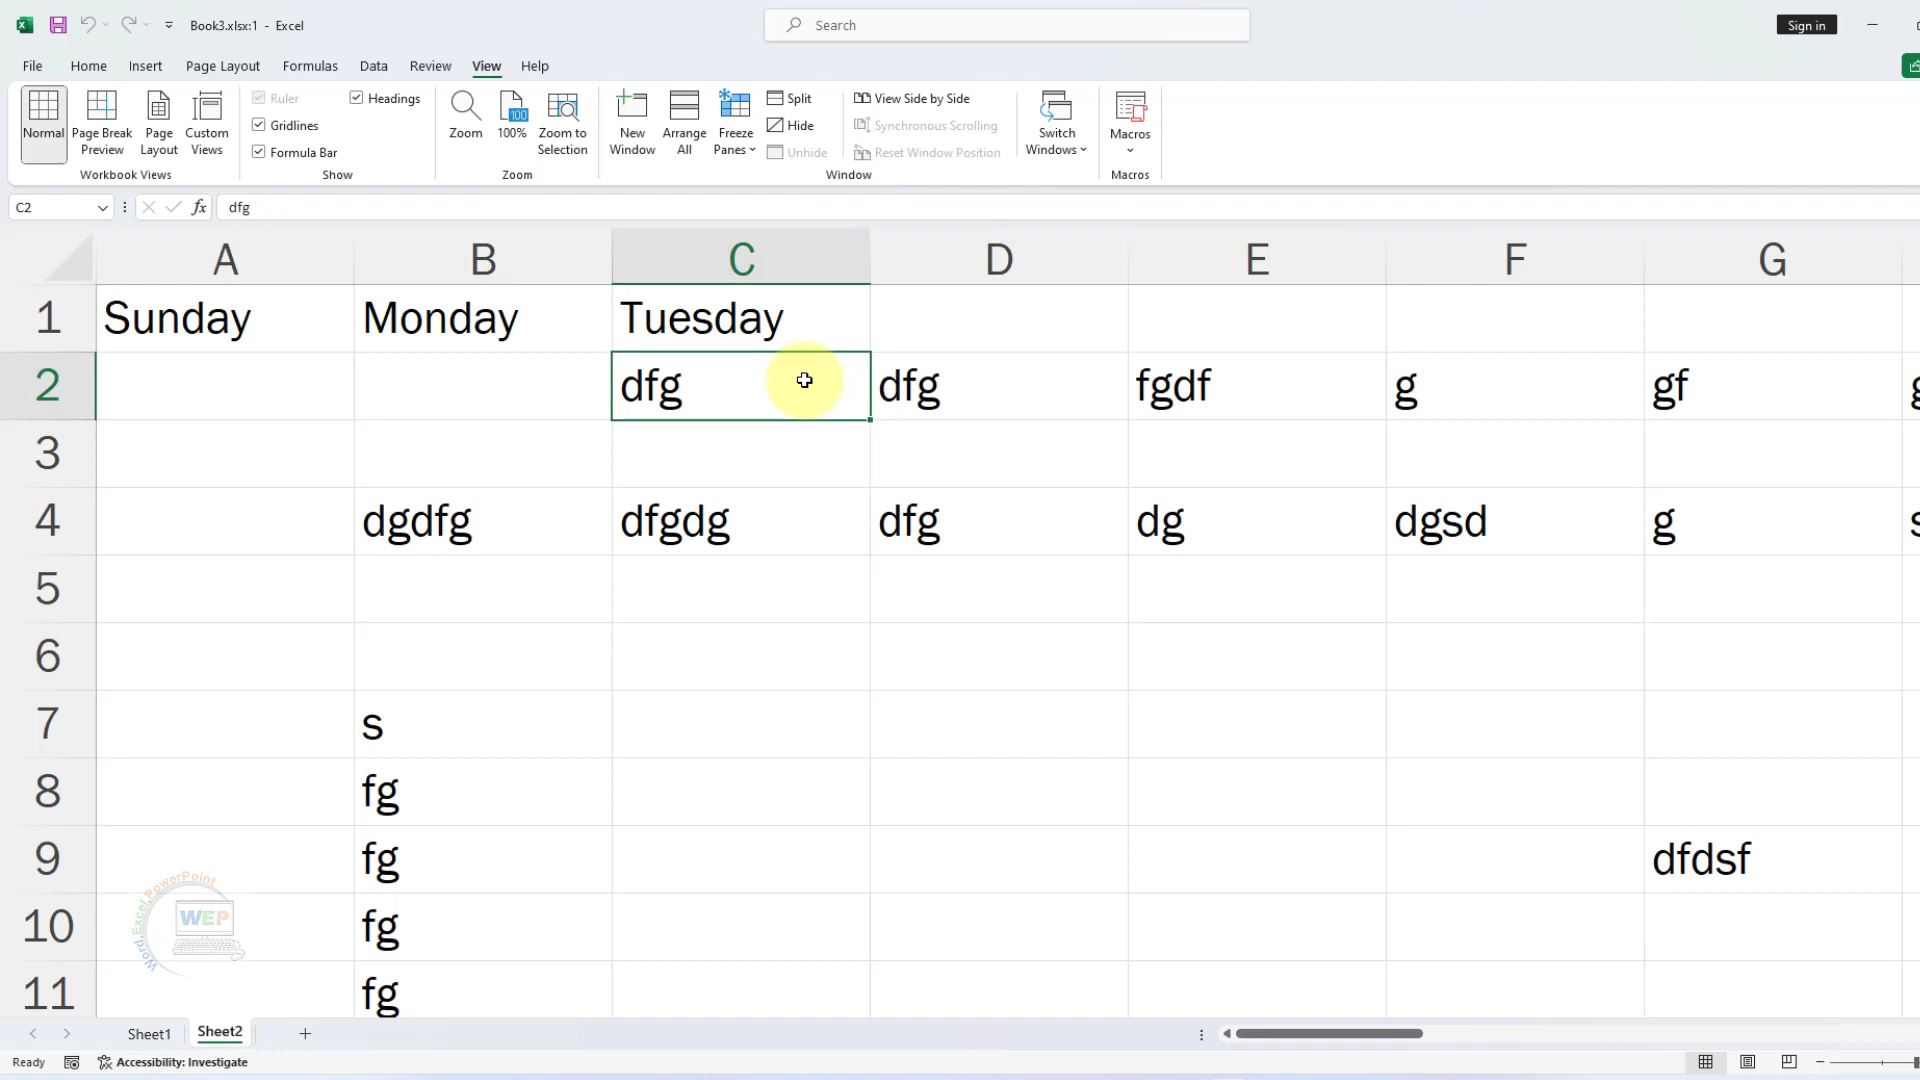 Book3.xlsx:1 - Excel
Search
Sign in
File Home Insert Page Layout Formulas Data Review View Help
Normal
Page Break Preview
Page Layout
Custom Views
Workbook Views
Ruler
Gridlines
Formula Bar
Headings
Show
Zoom
100
100%
Zoom to Selection
Zoom
New Window
Arrange All
Freeze Panes
Split
Hide
Unhide
View Side by Side
Synchronous Scrolling
Reset Window Position
Window
Switch Windows
Macros
Macros
C2
fx
dfg
A B C D E F G
1 Sunday Monday Tuesday
2 dfg dfg fgdf g gf
3
4 dgdfg dfgdg dfg dg dgsd g
5
6
7 s
8 fg
9 fg dfdsf
10 fg
11 fg
Word,Excel,PowerPoint
WEP
Sheet1 Sheet2
Ready
Accessibility: Investigate